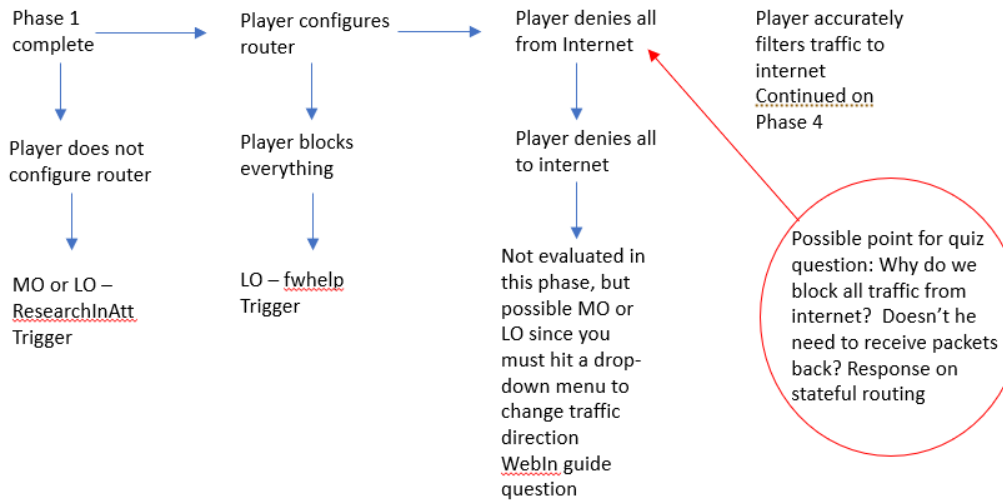 Phase 1
complete
Player configures
router
Player denies all
from Internet
Player accurately
filters traffic to
internet
Continued on
Phase 4
Player does not
configure router
Player blocks
everything
Player denies all
to internet
MO or LO –
ResearchInAtt
Trigger
LO – fwhelp
Trigger
Not evaluated in
this phase, but
possible MO or
LO since you
must hit a drop-
down menu to
change traffic
direction
WebIn guide
question
Possible point for quiz
question: Why do we
block all traffic from
internet?  Doesn't he
need to receive packets
back? Response on
stateful routing